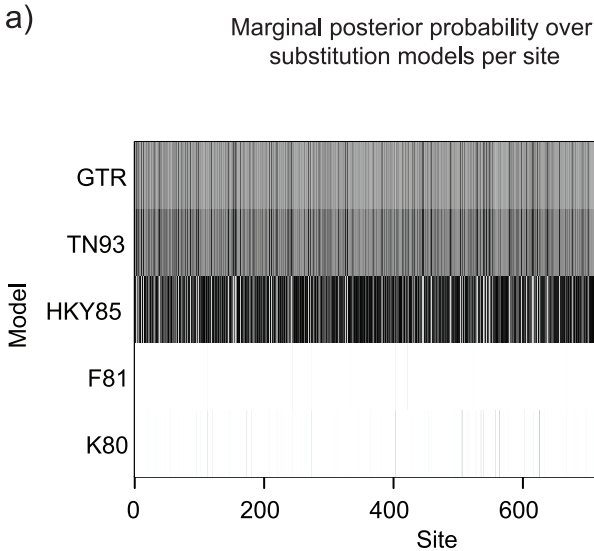 a)
Marginal posterior probability over
substitution models per site
GTR
TN93
HKY85
F81
K80
Model
0
200
400
600
Site